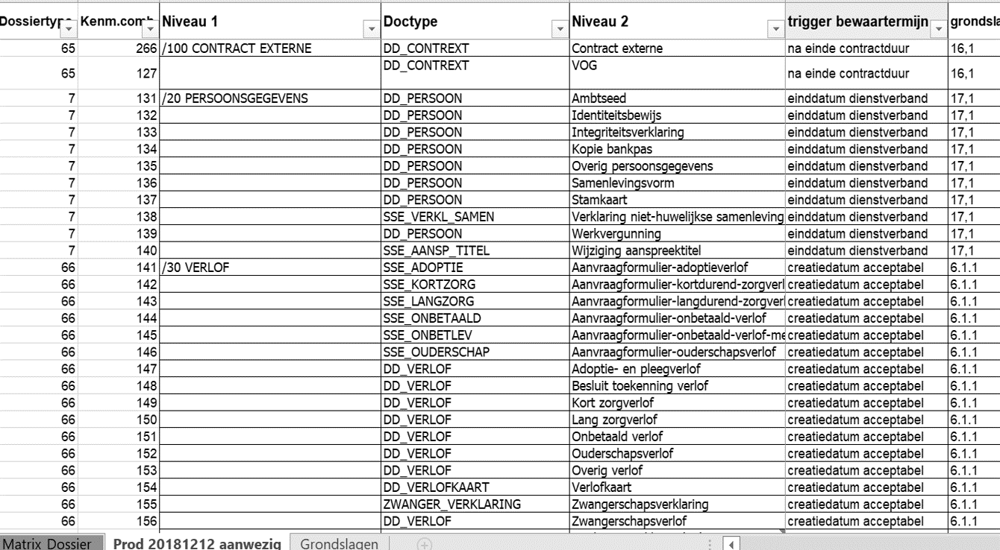 Dossiertyp Kenm.comb Niveau 1 Doctype Niveau 2 trigger bewaartermijn grondsla
65 266 /100 CONTRACT EXTERNE DD_CONTREXT Contract externe na einde contractduur 16,1
65 127 DD_CONTREXT VOG na einde contractduur 16,1
7 131 /20 PERSOONSGEGEVENS DD_PERSOON Ambtseed einddatum dienstverband 17,1
7 132 DD_PERSOON Identiteitsbewijs einddatum dienstverband 17,1
7 133 DD_PERSOON Integriteitsverklaring einddatum dienstverband 17,1
7 134 DD_PERSOON Kopie bankpas einddatum dienstverband 17,1
7 135 DD_PERSOON Overig persoonsgegevens einddatum dienstverband 17,1
7 136 DD_PERSOON Samenlevingsvorm einddatum dienstverband 17,1
7 137 DD_PERSOON Stamkaart einddatum dienstverband 17,1
7 138 SSE_VERKL_SAMEN Verklaring niet-huwelijkse samenleving einddatum dienstverband 17,1
7 139 DD_PERSOON Werkvergunning einddatum dienstverband 17,1
7 140 SSE_AANSP_TITEL Wijziging aanspreektitel einddatum dienstverband 17,1
66 141 /30 VERLOF SSE_ADOPTIE Aanvraagformulier-adoptieverlof creatiedatum acceptabel 6.1.1
66 142 SSE_KORTZORG Aanvraagformulier-kortdurend-zorgverl creatiedatum acceptabel 6.1.1
66 143 SSE_LANGZORG Aanvraagformulier-langdurend-zorgverl creatiedatum acceptabel 6.1.1
66 144 SSE_ONBETAALD Aanvraagformulier-onbetaald-verlof creatiedatum acceptabel 6.1.1
66 145 SSE_ONBETLEV Aanvraagformulier-onbetaald-verlof-me creatiedatum acceptabel 6.1.1
66 146 SSE_OUDERSCHAP Aanvraagformulier-ouderschapsverlof creatiedatum acceptabel 6.1.1
66 147 DD_VERLOF Adoptie- en pleegverlof creatiedatum acceptabel 6.1.1
66 148 DD_VERLOF Besluit toekenning verlof creatiedatum acceptabel 6.1.1
66 149 DD_VERLOF Kort zorgverlof creatiedatum acceptabel 6.1.1
66 150 DD_VERLOF Lang zorgverlof creatiedatum acceptabel 6.1.1
66 151 DD_VERLOF Onbetaald verlof creatiedatum acceptabel 6.1.1
66 152 DD_VERLOF Ouderschapsverlof creatiedatum acceptabel 6.1.1
66 153 DD_VERLOF Overig verlof creatiedatum acceptabel 6.1.1
66 154 DD_VERLOFKAART Verlofkaart creatiedatum acceptabel 6.1.1
66 155 ZWANGER_VERKLARING Zwangerschapsverklaring creatiedatum acceptabel 6.1.1
66 156 DD_VERLOF Zwangerschapsverlof creatiedatum acceptabel 6.1.1
Matrix Dossier Prod 20181212 aanwezig Grondslagen